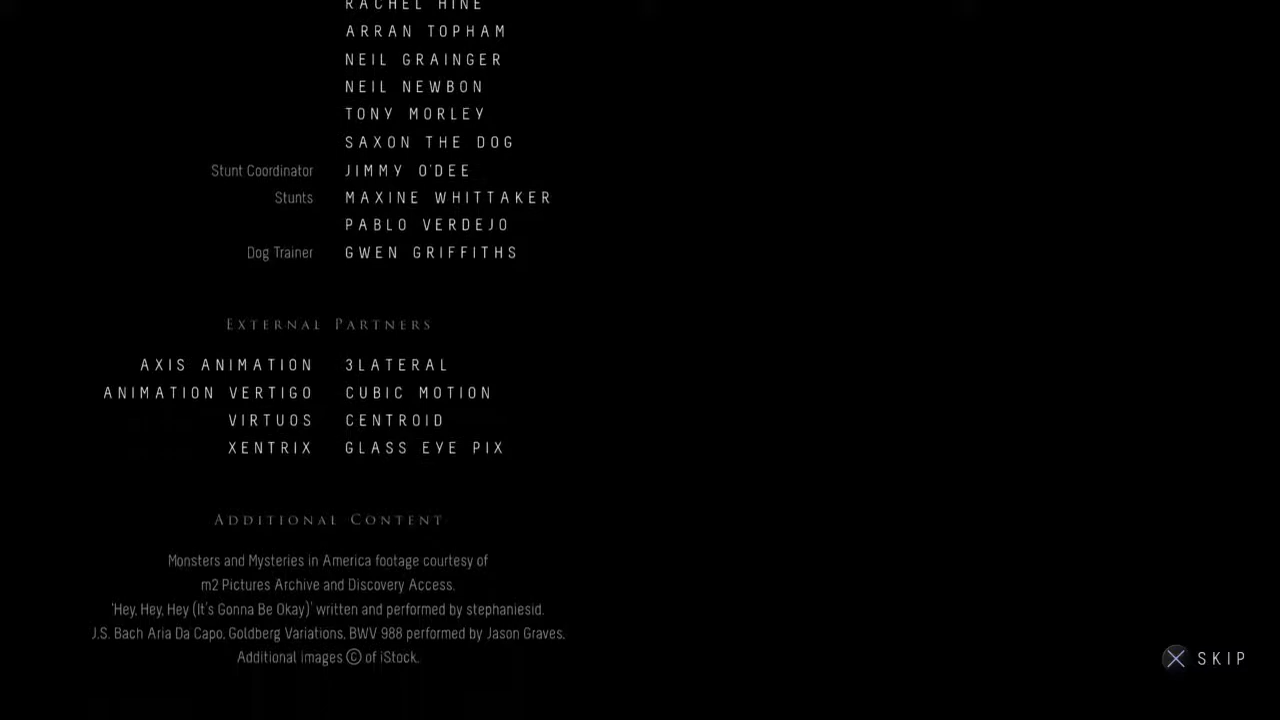 RACHEL HINE
ARRAN TOPHAM
NEIL GRAINGER
NEIL NEWBON
TONY MORLEY
SAXON THE DOG
Stunt Coordinator JIMMY O'DEE
Stunts MAXINE WHITTAKER
PABLO VERDEJO
Dog Trainer GWEN GRIFFITHS
EXTERNAL PARTNERS
AXIS ANIMATION 3LATERAL
ANIMATION VERTIGO CUBIC MOTION
VIRTUOS CENTROID
XENTRIX GLASS EYE PIX
ADDITIONAL CONTENT
Monsters and Mysteries in America footage courtesy of
m2 Pictures Archive and Discovery Access.
'Hey, Hey, Hey (It's Gonna Be Okay)' written and performed by stephaniesid.
J.S. Bach Aria Da Capo, Goldberg Variations, BWV 988 performed by Jason Graves.
Additional images © of iStock.
SKIP